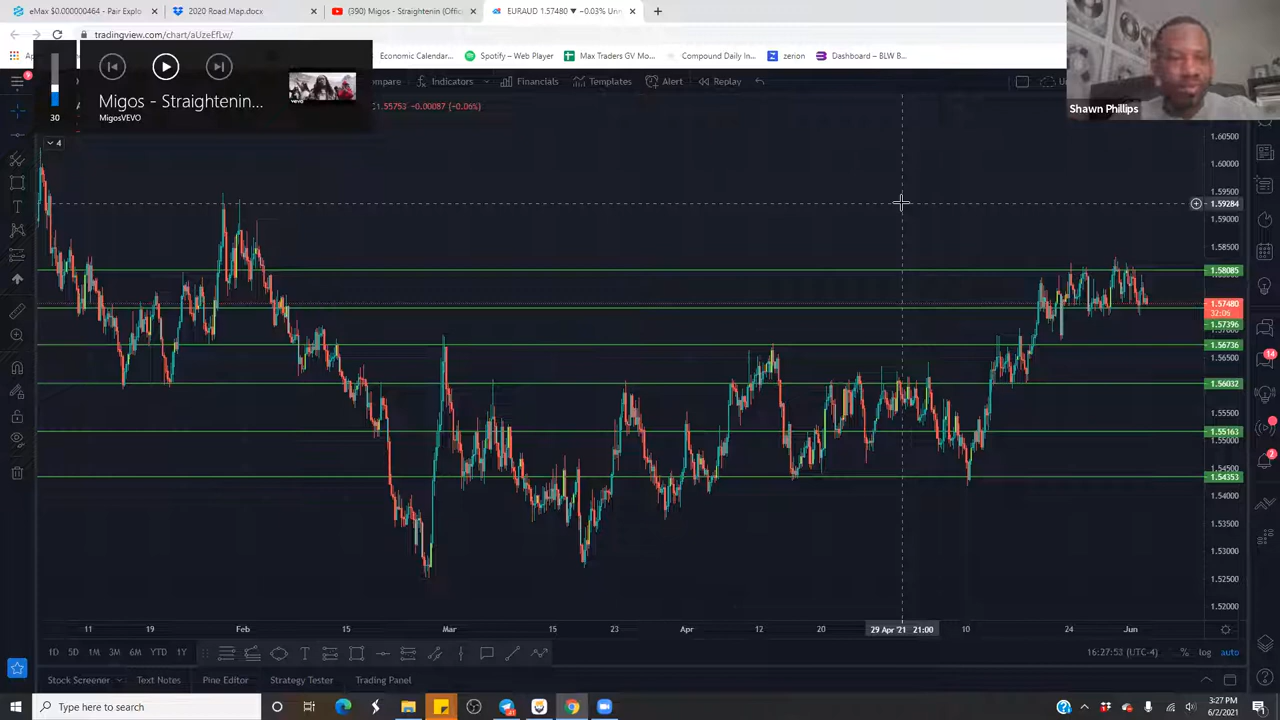 eMax $0.000000464 - Pair Explo
2020 Road Map.docx
(390) Migos - Straightenin (Offic
EURAUD 1.57480 ▼ −0.03% Unn
tradingview.com/chart/aUzeEfLw/
Economic Calendar...
Spotify – Web Player
Max Traders GV Mo...
Compound Daily In...
zerion
Dashboard – BLW B...
30
Migos - Straightenin...
MigosVEVO
Indicators
Financials
Templates
Alert
Replay
1.55753 −0.00087 (−0.06%)
4
Shawn Phillips
1.60500
1.60000
1.59500
1.59284
1.59000
1.58500
1.58085
1.57480
32:06
1.57396
1.56736
1.56500
1.56032
1.55500
1.55163
1.55000
1.54500
1.54353
1.54000
1.53500
1.53000
1.52500
1.52000
14
2
11 19 Feb 15 Mar 15 23 Apr 12 20 29 Apr '21 21:00 10 24 Jun
1D 5D 1M 3M 6M YTD 1Y
16:27:53 (UTC-4) % log auto
Stock Screener Text Notes Pine Editor Strategy Tester Trading Panel
Type here to search
3:27 PM
6/2/2021